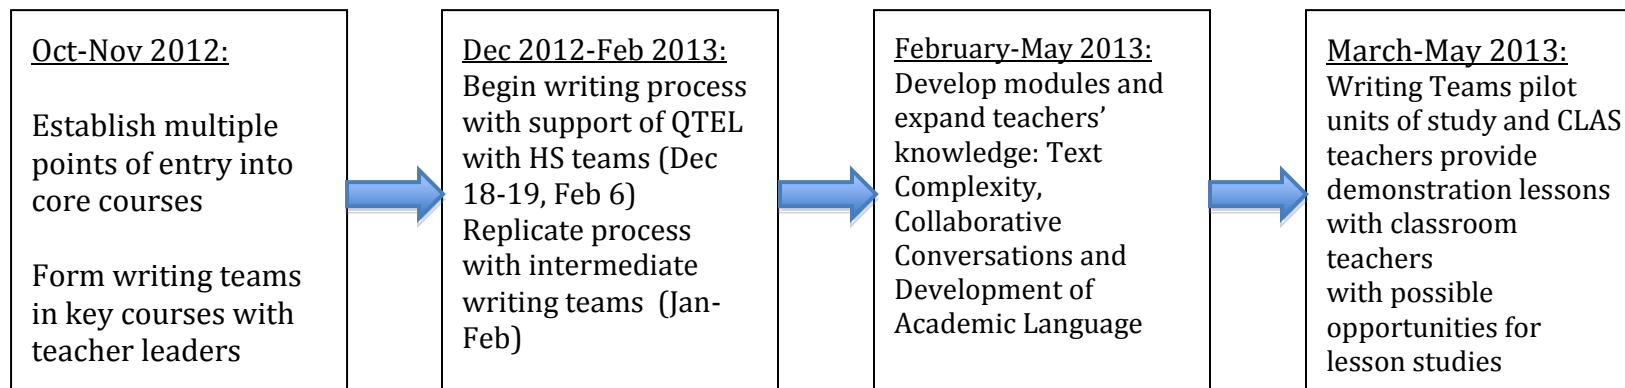 Oct-Nov 2012:
Establish multiple
points of entry into
core courses
Form writing teams
in key courses with
teacher leaders
Dec 2012-Feb 2013:
Begin writing process
with support of QTEL
with HS teams (Dec
18-19, Feb 6)
Replicate process
with intermediate
writing teams  (Jan-
Feb)
February-May 2013:
Develop modules and
expand teachers’
knowledge: Text
Complexity,
Collaborative
Conversations and
Development of
Academic Language
March-May 2013:
Writing Teams pilot
units of study and CLAS
teachers provide
demonstration lessons
with classroom
teachers
with possible
opportunities for
lesson studies